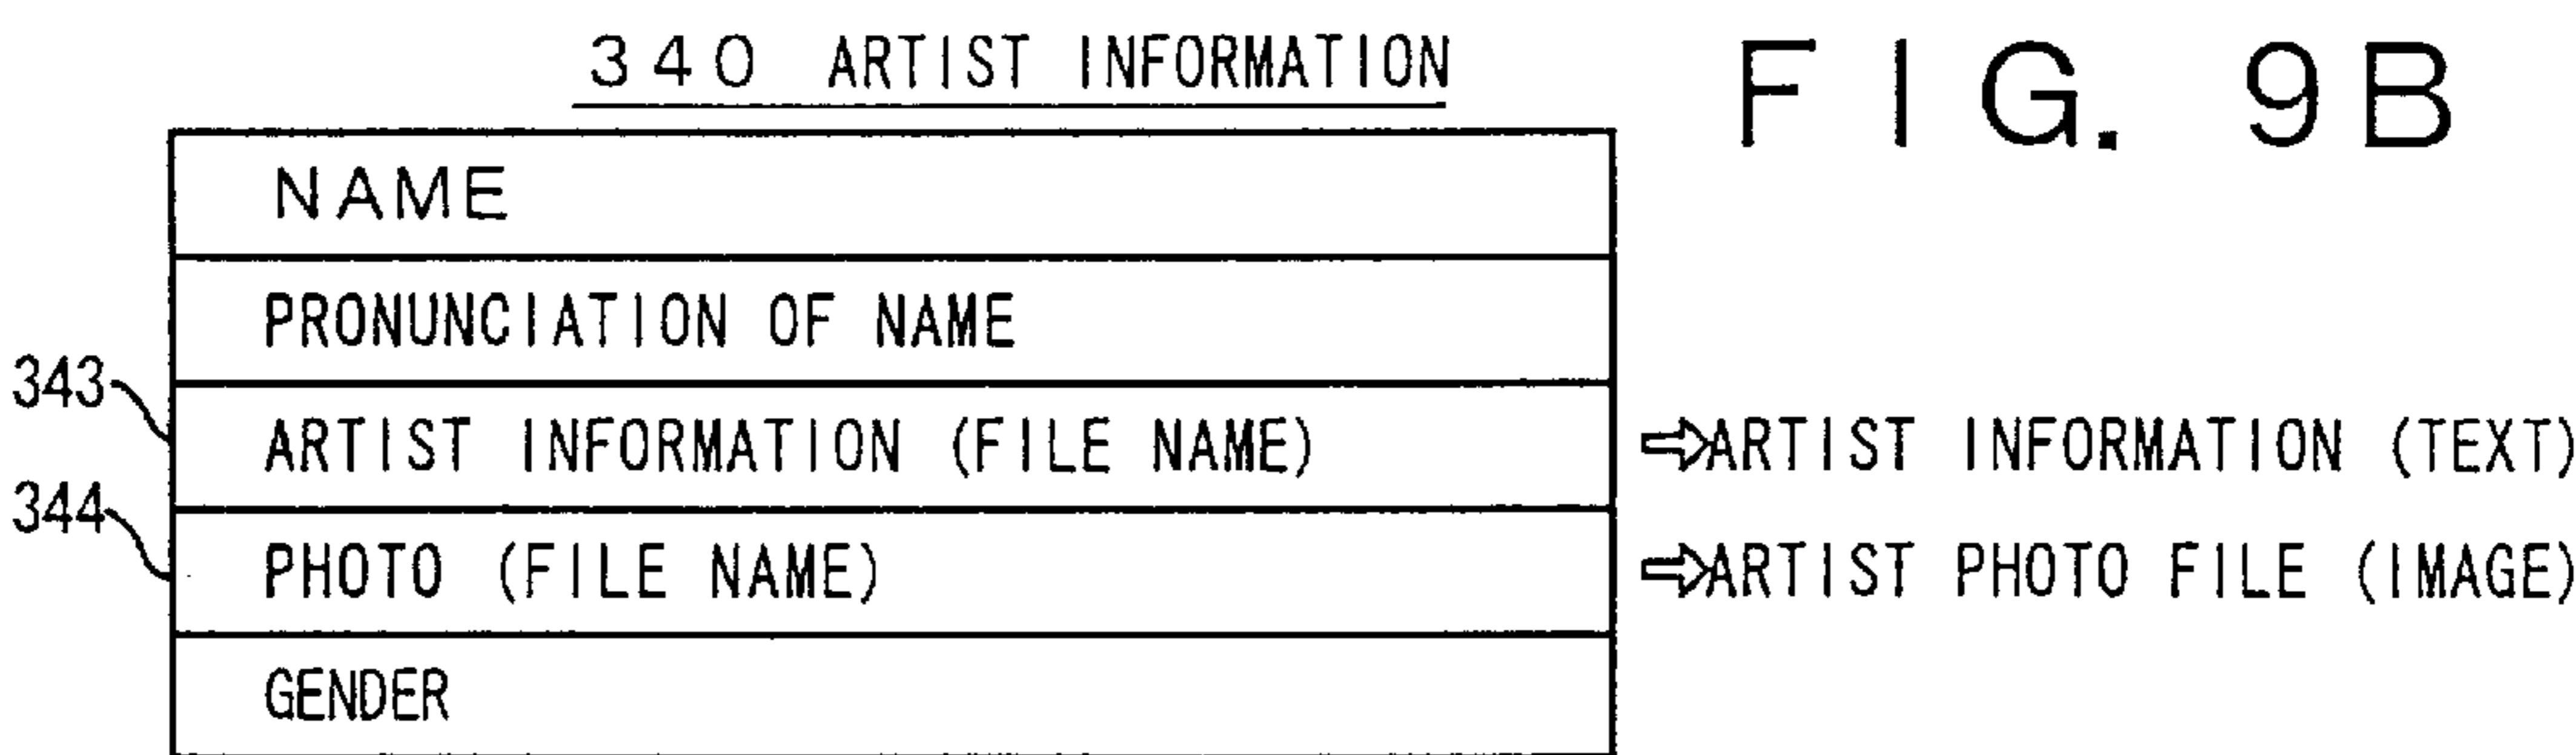 340 ARTIST INFORMATION
FIG. 9B
NAME
PRONUNCIATION OF NAME
343
ARTIST INFORMATION (FILE NAME) ⇨ARTIST INFORMATION (TEXT)
344
PHOTO (FILE NAME) ⇨ARTIST PHOTO FILE (IMAGE)
GENDER